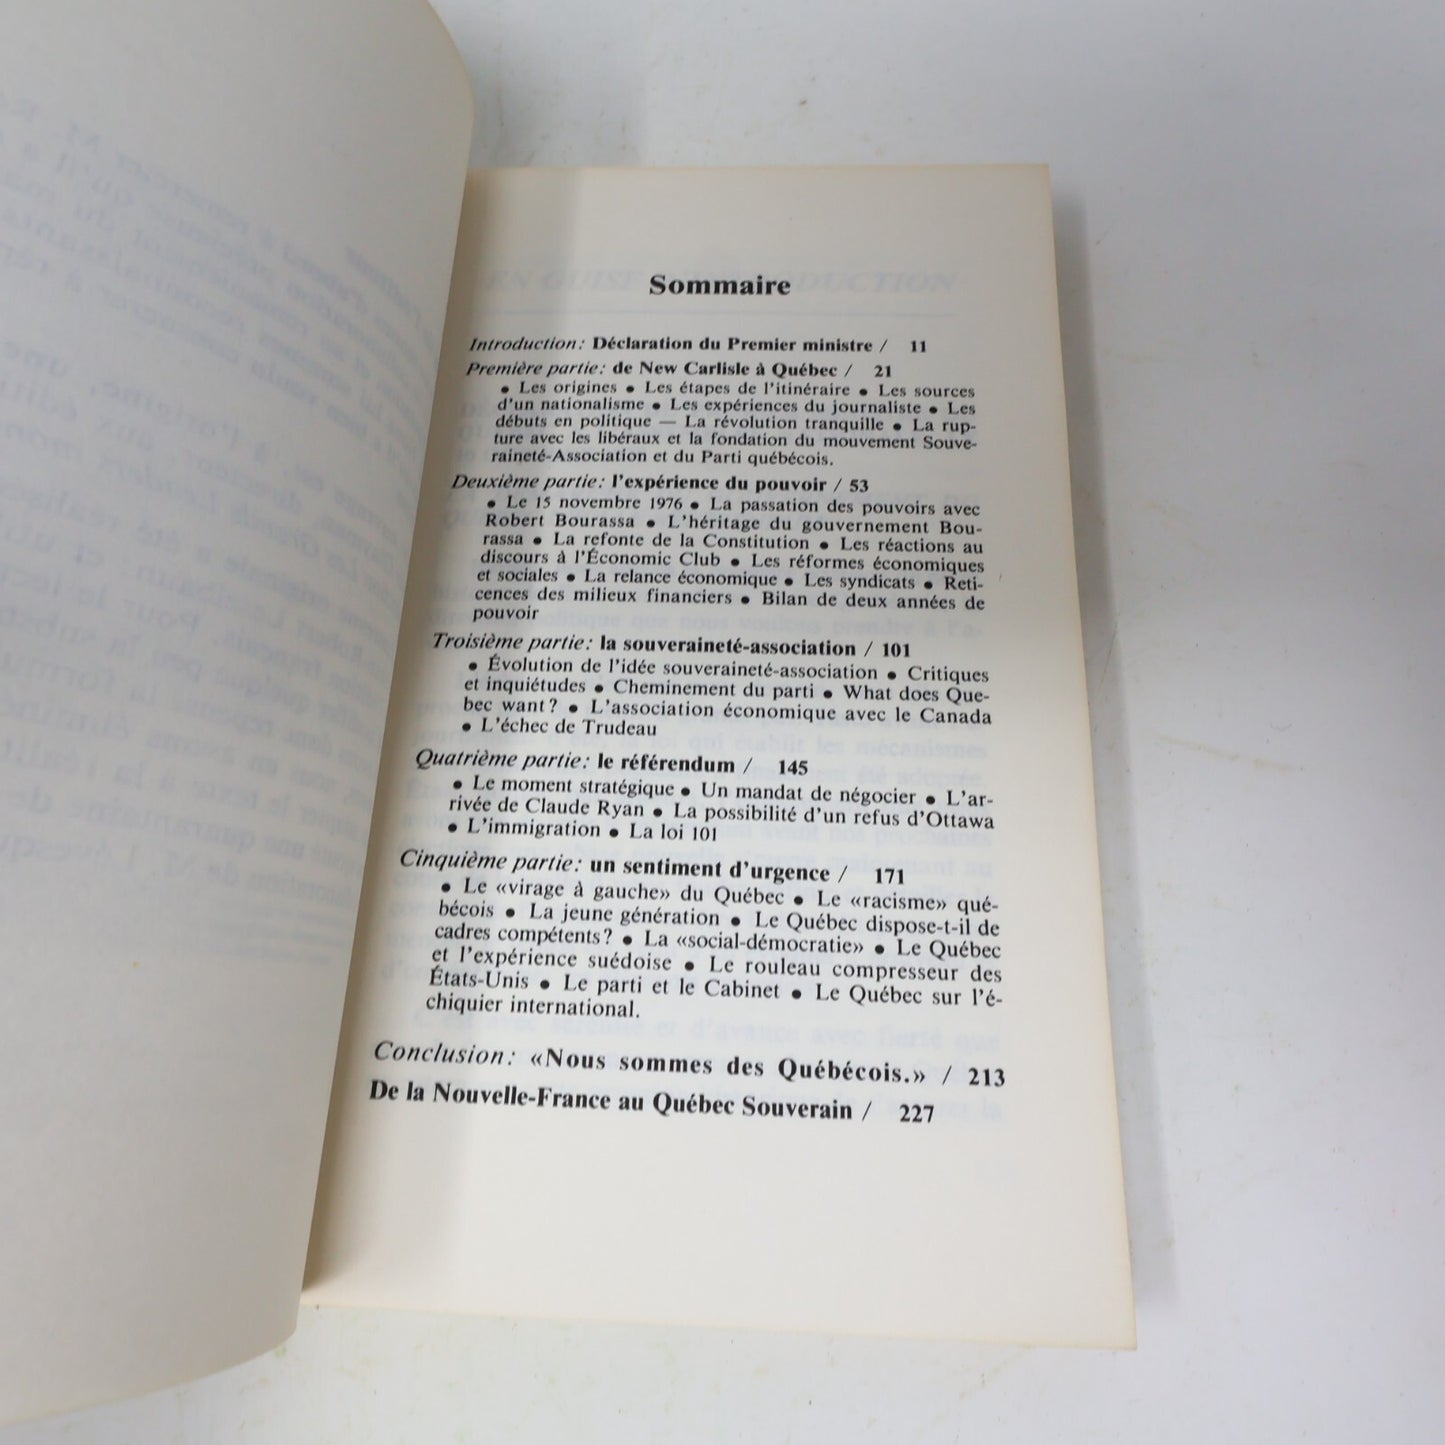 Sommaire
Introduction: Déclaration du Premier ministre / 11
Première partie: de New Carlisle à Québec / 21
• Les origines • Les étapes de l'itinéraire • Les sources
d'un nationalisme • Les expériences du journaliste • Les
débuts en politique — La révolution tranquille • La rup-
ture avec les libéraux et la fondation du mouvement Souve-
raineté-Association et du Parti québécois.
Deuxième partie: l'expérience du pouvoir / 53
• Le 15 novembre 1976 • La passation des pouvoirs avec
Robert Bourassa • L'héritage du gouvernement Bou-
rassa • La refonte de la Constitution • Les réactions au
discours à l'Économic Club • Les réformes économiques
et sociales • La relance économique • Les syndicats • Reti-
cences des milieux financiers • Bilan de deux années de
pouvoir
Troisième partie: la souveraineté-association / 101
• Évolution de l'idée souveraineté-association • Critiques
et inquiétudes • Cheminement du parti • What does Que-
bec want? • L'association économique avec le Canada
• L'échec de Trudeau
Quatrième partie: le référendum / 145
• Le moment stratégique • Un mandat de négocier • L'ar-
rivée de Claude Ryan • La possibilité d'un refus d'Ottawa
• L'immigration • La loi 101
Cinquième partie: un sentiment d'urgence / 171
• Le «virage à gauche» du Québec • Le «racisme» qué-
bécois • La jeune génération • Le Québec dispose-t-il de
cadres compétents? • La «social-démocratie» • Le Québec
et l'expérience suédoise • Le rouleau compresseur des
États-Unis • Le parti et le Cabinet • Le Québec sur l'é-
chiquier international.
Conclusion: «Nous sommes des Québécois.» / 213
De la Nouvelle-France au Québec Souverain / 227